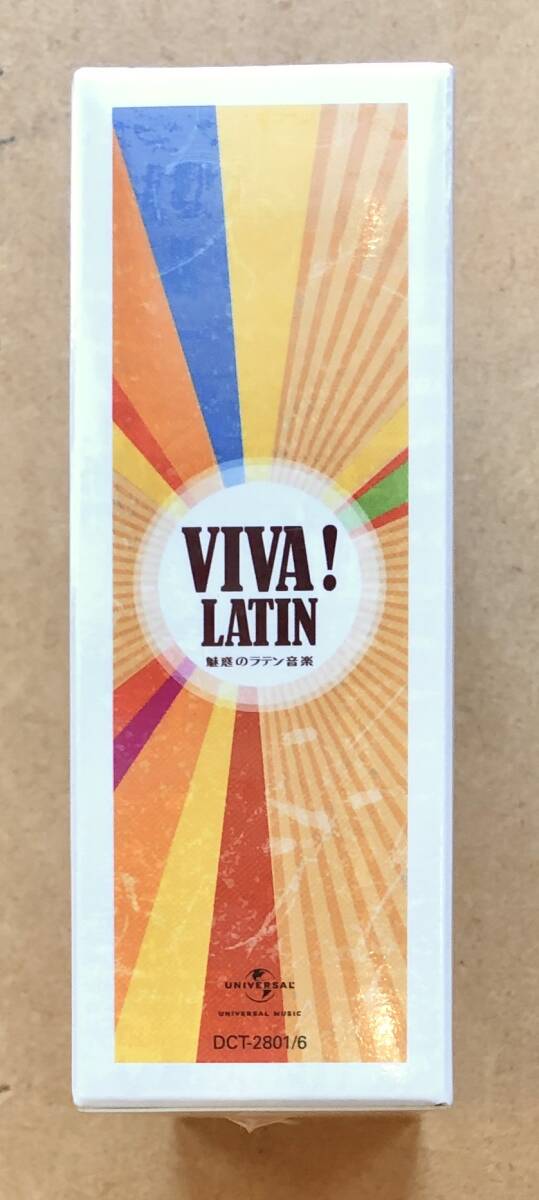 VIVA!
LATIN
魅惑のラテン音楽
UNIVERSAL
UNIVERSAL MUSIC
DCT-2801/6